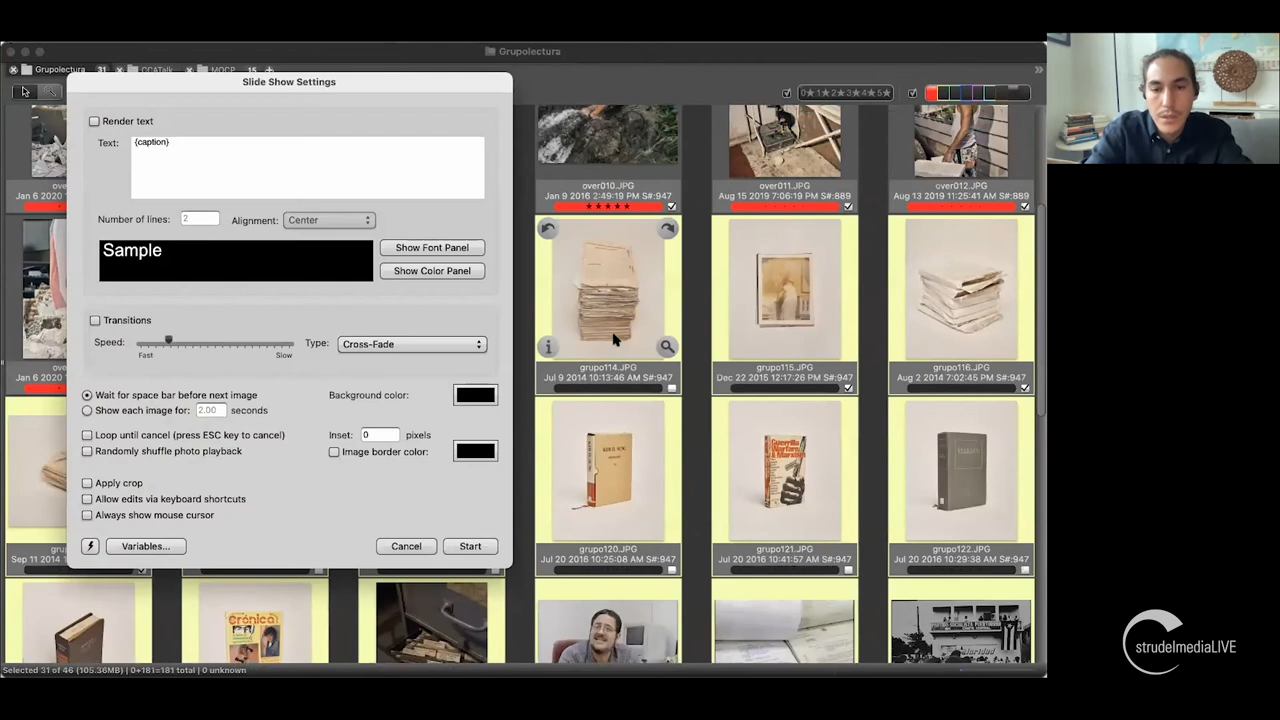 Grupolectura
Grupolectura 31
CCATalk
MOCP 15
Slide Show Settings
0★1★2★3★4★5★
Render text
Text: {caption}
Number of lines: 2 Alignment: Center
Sample
Show Font Panel
Show Color Panel
Transitions
Speed: Type: Cross-Fade
Fast Slow
Wait for space bar before next image
Background color:
Show each image for: 2.00 seconds
Loop until cancel (press ESC key to cancel)
Inset: 0 pixels
Randomly shuffle photo playback
Image border color:
Apply crop
Allow edits via keyboard shortcuts
Always show mouse cursor
Variables... Cancel Start
over010.JPG
Jan 9 2016 2:49:19 PM S#:947
over011.JPG
Aug 15 2019 7:06:19 PM S#:889
over012.JPG
Aug 13 2019 11:25:41 AM S#:889
Jan 6 2020
Jan 6 2020
grupo114.JPG
Jul 9 2014 10:13:46 AM S#:947
grupo115.JPG
Dec 22 2015 12:17:26 PM S#:947
grupo116.JPG
Aug 2 2014 7:02:45 PM S#:947
Guerrilla
Warfare &
Marxism
Sep 11 2014
grupo120.JPG
Jul 20 2016 10:25:08 AM S#:947
grupo121.JPG
Jul 20 2016 10:41:57 AM S#:947
grupo122.JPG
Jul 20 2016 10:29:38 AM S#:947
Crónica
Selected 31 of 46 (105.36MB) | 0+181=181 total | 0 unknown
strudelmediaLIVE